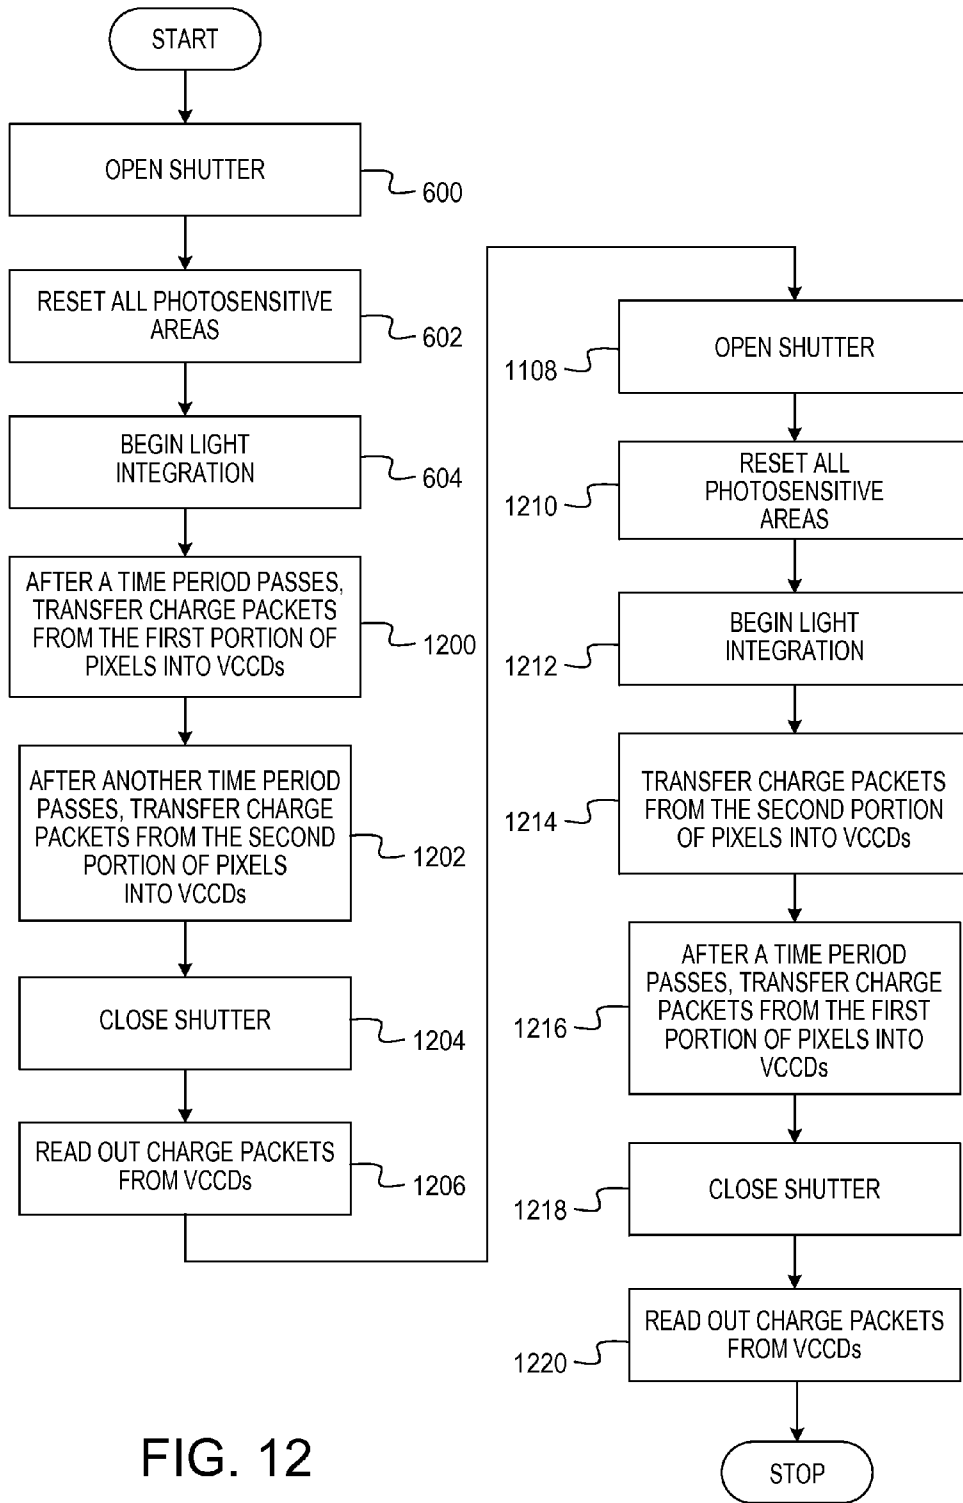 START
OPEN SHUTTER
600
RESET ALL PHOTOSENSITIVE
AREAS
602
BEGIN LIGHT
INTEGRATION
604
AFTER A TIME PERIOD PASSES,
TRANSFER CHARGE PACKETS
FROM THE FIRST PORTION OF
PIXELS INTO VCCDs
1200
AFTER ANOTHER TIME PERIOD
PASSES, TRANSFER CHARGE
PACKETS FROM THE SECOND
PORTION OF PIXELS
INTO VCCDs
1202
CLOSE SHUTTER
1204
READ OUT CHARGE PACKETS
FROM VCCDs
1206
OPEN SHUTTER
1108
RESET ALL
PHOTOSENSITIVE
AREAS
1210
BEGIN LIGHT
INTEGRATION
1212
TRANSFER CHARGE PACKETS
FROM THE SECOND PORTION
OF PIXELS INTO VCCDs
1214
AFTER A TIME PERIOD
PASSES, TRANSFER CHARGE
PACKETS FROM THE FIRST
PORTION OF PIXELS INTO
VCCDs
1216
CLOSE SHUTTER
1218
READ OUT CHARGE PACKETS
FROM VCCDs
1220
STOP
FIG. 12